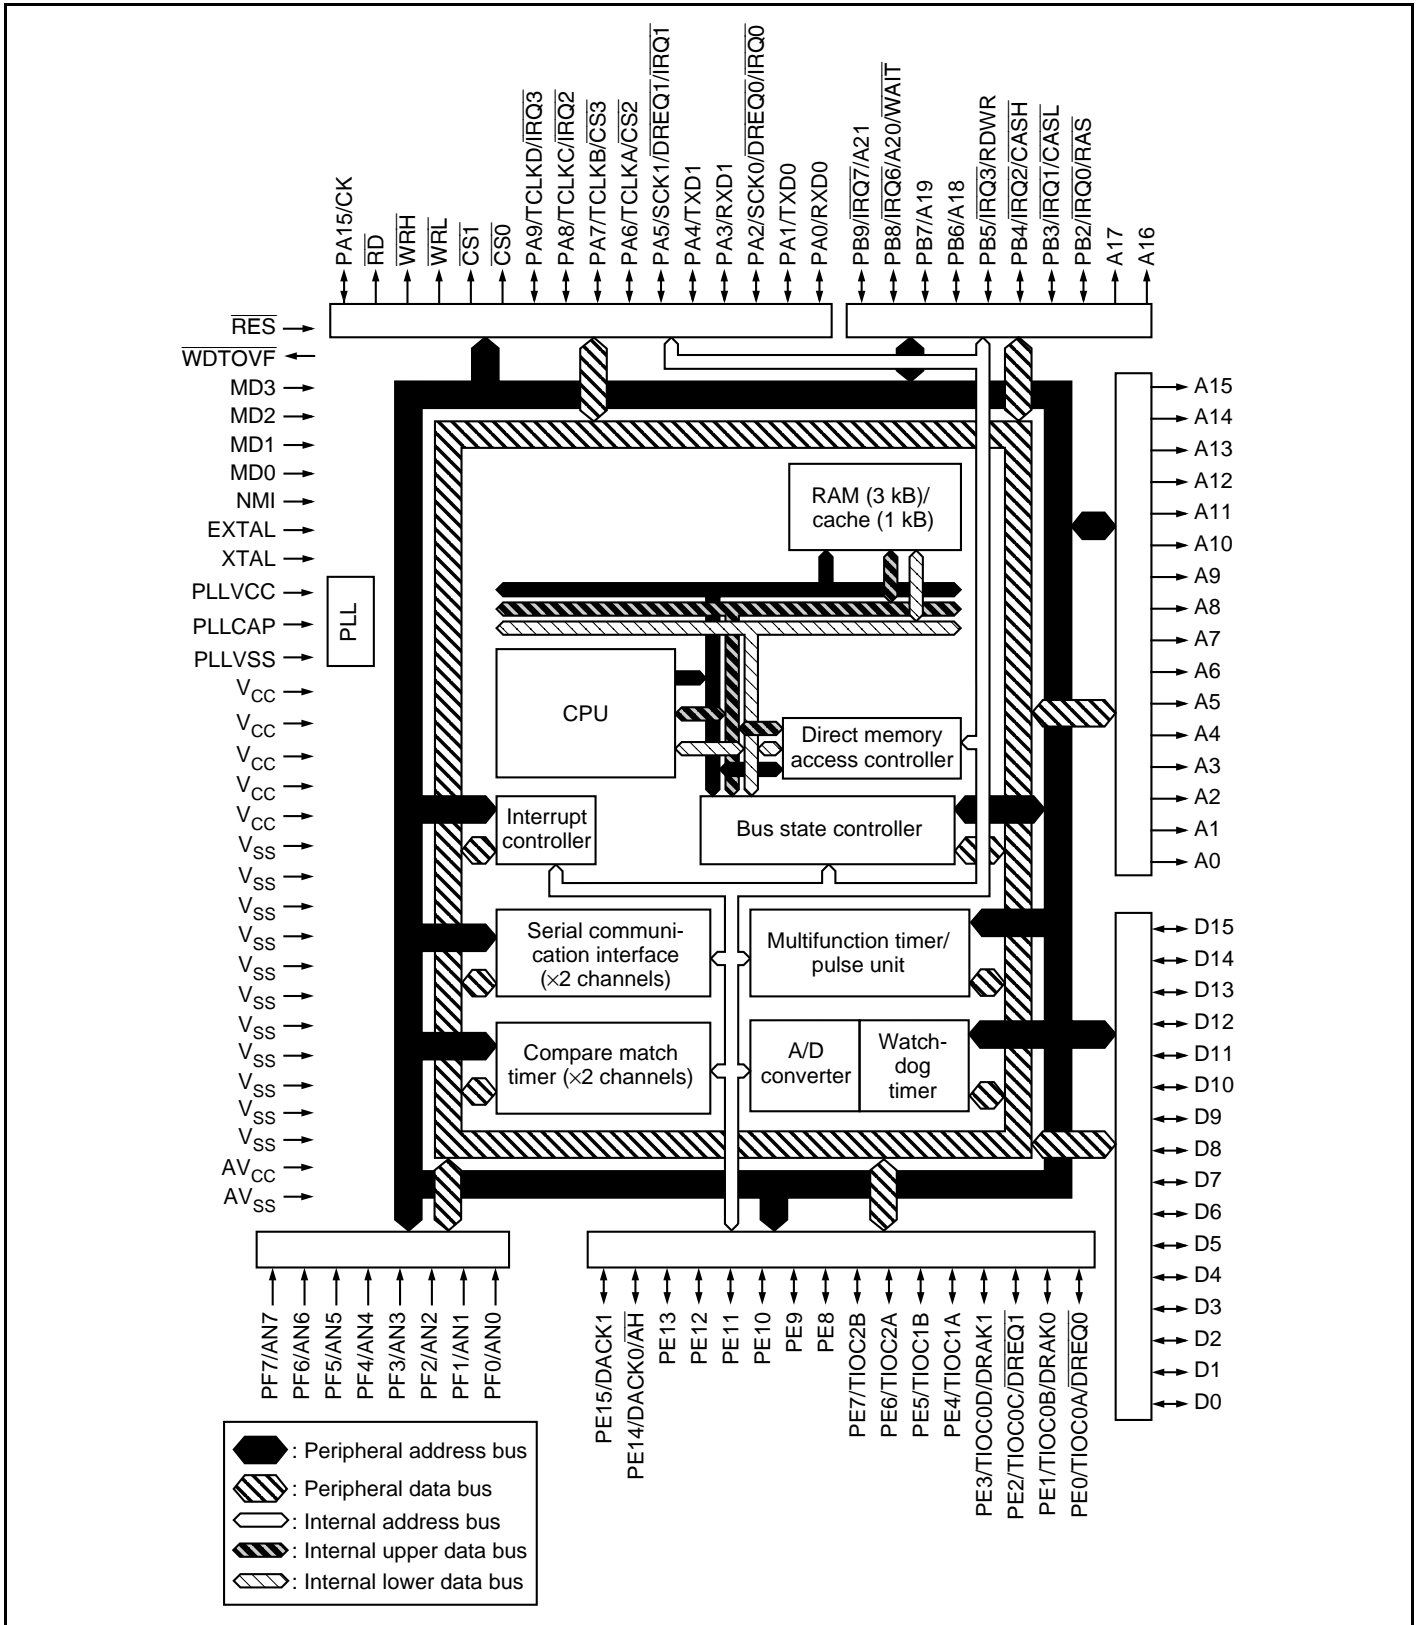 PA15/CK
RD
WRH
WRL
CS1
CS0
PA9/TCLKD/IRQ3
PA8/TCLKC/IRQ2
PA7/TCLKB/CS3
PA6/TCLKA/CS2
PA5/SCK1/DREQ1/IRQ1
PA4/TXD1
PA3/RXD1
PA2/SCK0/DREQ0/IRQ0
PA1/TXD0
PA0/RXD0
PB9/IRQ7/A21
PB8/IRQ6/A20/WAIT
PB7/A19
PB6/A18
PB5/IRQ3/RDWR
PB4/IRQ2/CASH
PB3/IRQ1/CASL
PB2/IRQ0/RAS
A17
A16
RES
WDTOVF
MD3
MD2
MD1
MD0
NMI
EXTAL
XTAL
PLLVCC
PLLCAP
PLLVSS
VCC
VCC
VCC
VCC
VCC
VSS
VSS
VSS
VSS
VSS
VSS
VSS
VSS
VSS
VSS
VSS
AVCC
AVSS
PLL
RAM (3 kB)/
cache (1 kB)
CPU
Direct memory
access controller
Interrupt
controller
Bus state controller
Serial communi-
cation interface
(×2 channels)
Multifunction timer/
pulse unit
Compare match
timer (×2 channels)
A/D
converter
Watch-
dog
timer
A15
A14
A13
A12
A11
A10
A9
A8
A7
A6
A5
A4
A3
A2
A1
A0
D15
D14
D13
D12
D11
D10
D9
D8
D7
D6
D5
D4
D3
D2
D1
D0
PF7/AN7
PF6/AN6
PF5/AN5
PF4/AN4
PF3/AN3
PF2/AN2
PF1/AN1
PF0/AN0
PE15/DACK1
PE14/DACK0/AH
PE13
PE12
PE11
PE10
PE9
PE8
PE7/TIOC2B
PE6/TIOC2A
PE5/TIOC1B
PE4/TIOC1A
PE3/TIOC0D/DRAK1
PE2/TIOC0C/DREQ1
PE1/TIOC0B/DRAK0
PE0/TIOC0A/DREQ0
: Peripheral address bus
: Peripheral data bus
: Internal address bus
: Internal upper data bus
: Internal lower data bus